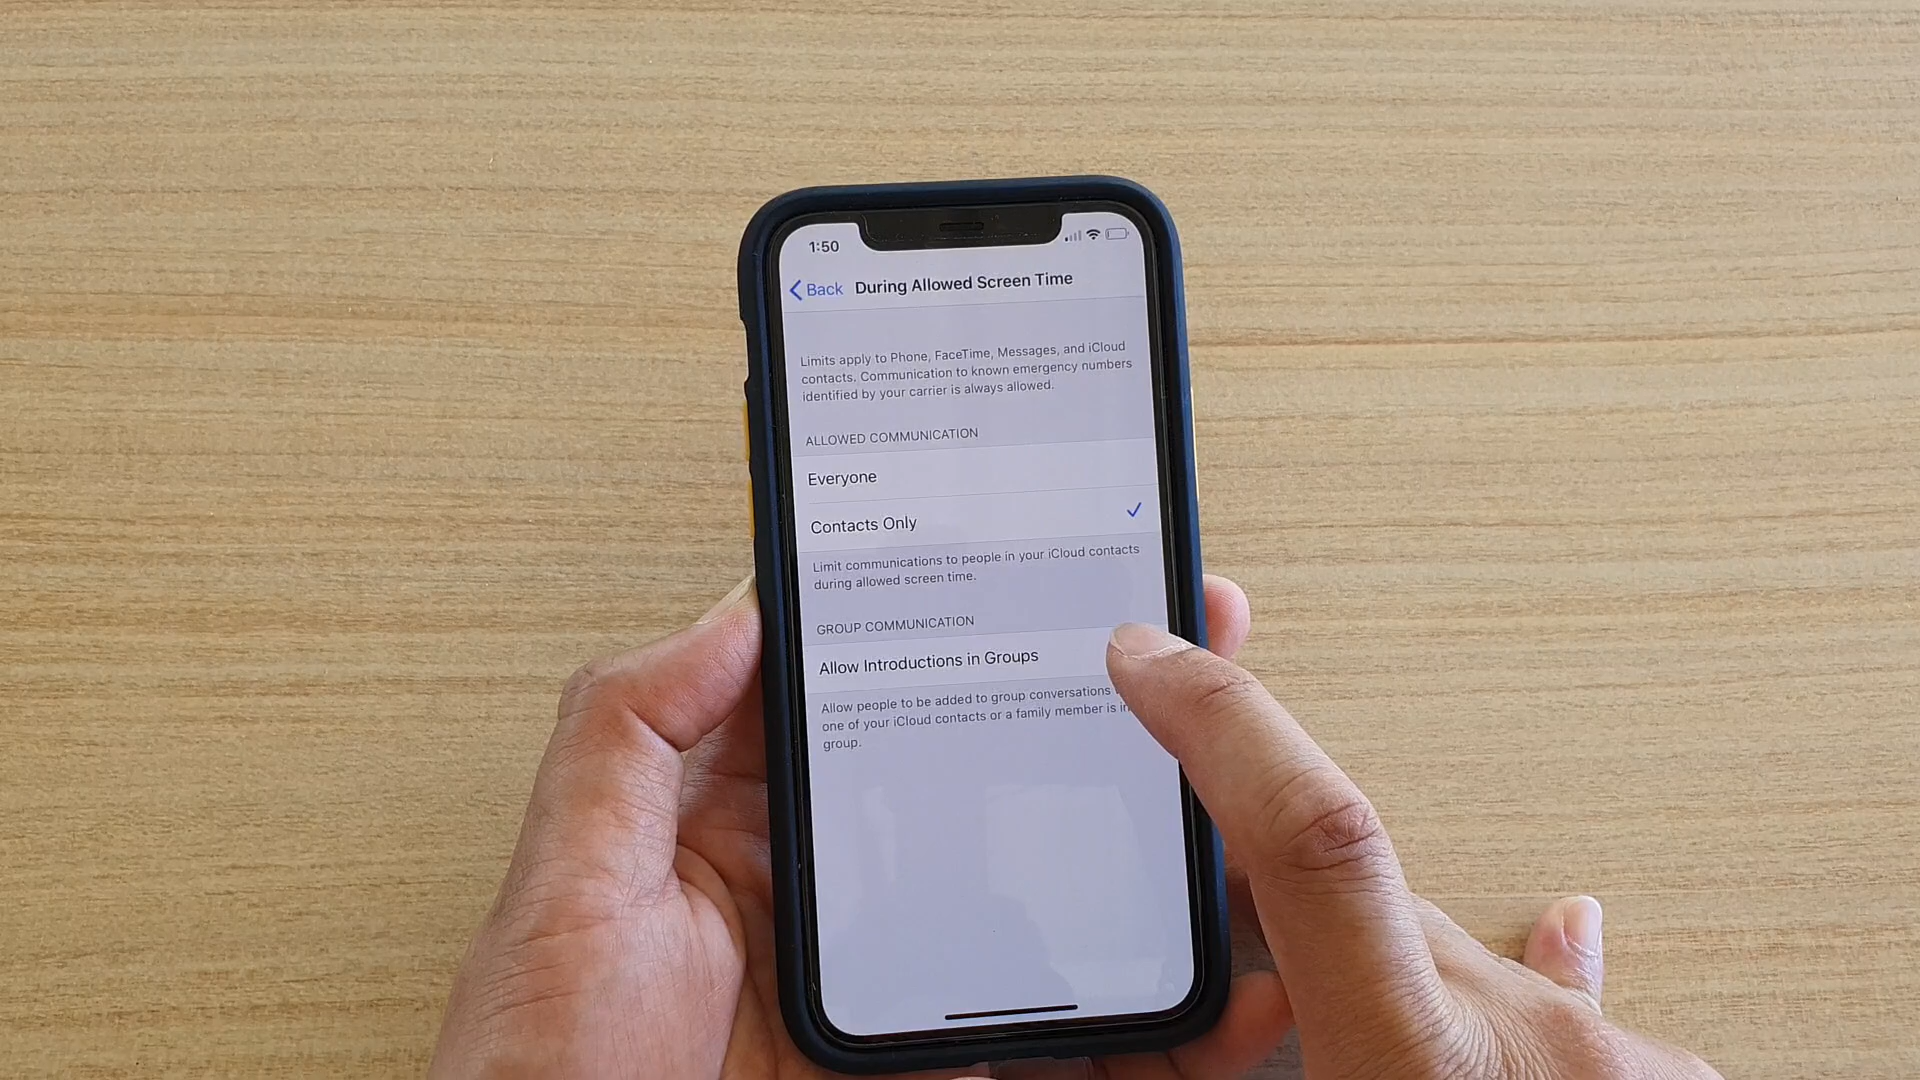 1:50
Back During Allowed Screen Time
Limits apply to Phone, FaceTime, Messages, and iCloud
contacts. Communication to known emergency numbers
identified by your carrier is always allowed.
ALLOWED COMMUNICATION
Everyone
Contacts Only
Limit communications to people in your iCloud contacts
during allowed screen time.
GROUP COMMUNICATION
Allow Introductions in Groups
Allow people to be added to group conversations
one of your iCloud contacts or a family member is in
group.